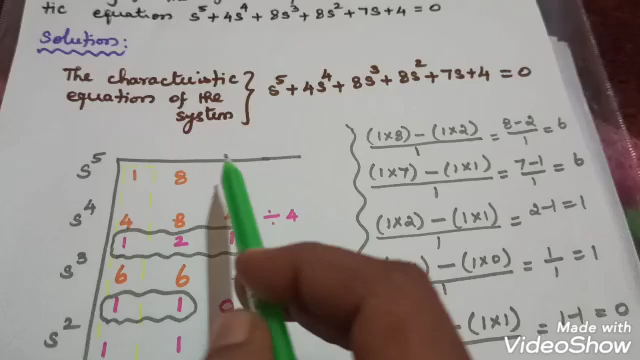 tic equation s⁵+4s⁴+8s³+8s²+7s+4=0
Solution:
The characteristic equations of the system } s⁵+4s⁴+8s³+8s²+7s+4=0
s⁵ 1 8
s⁴ 4 8 ÷4
1 2 1
s³ 6 6
1 1 0
s² 1 1
(1×8)-(1×2)/1 = 8-2/1 = 6
(1×7)-(1×1)/1 = 7-1/1 = 6
(1×2)-(1×1)/1 = 2-1=1
-(1×0)/1 = 1/1 = 1
-(1×1) = 1-1=0
Made with
VideoShow